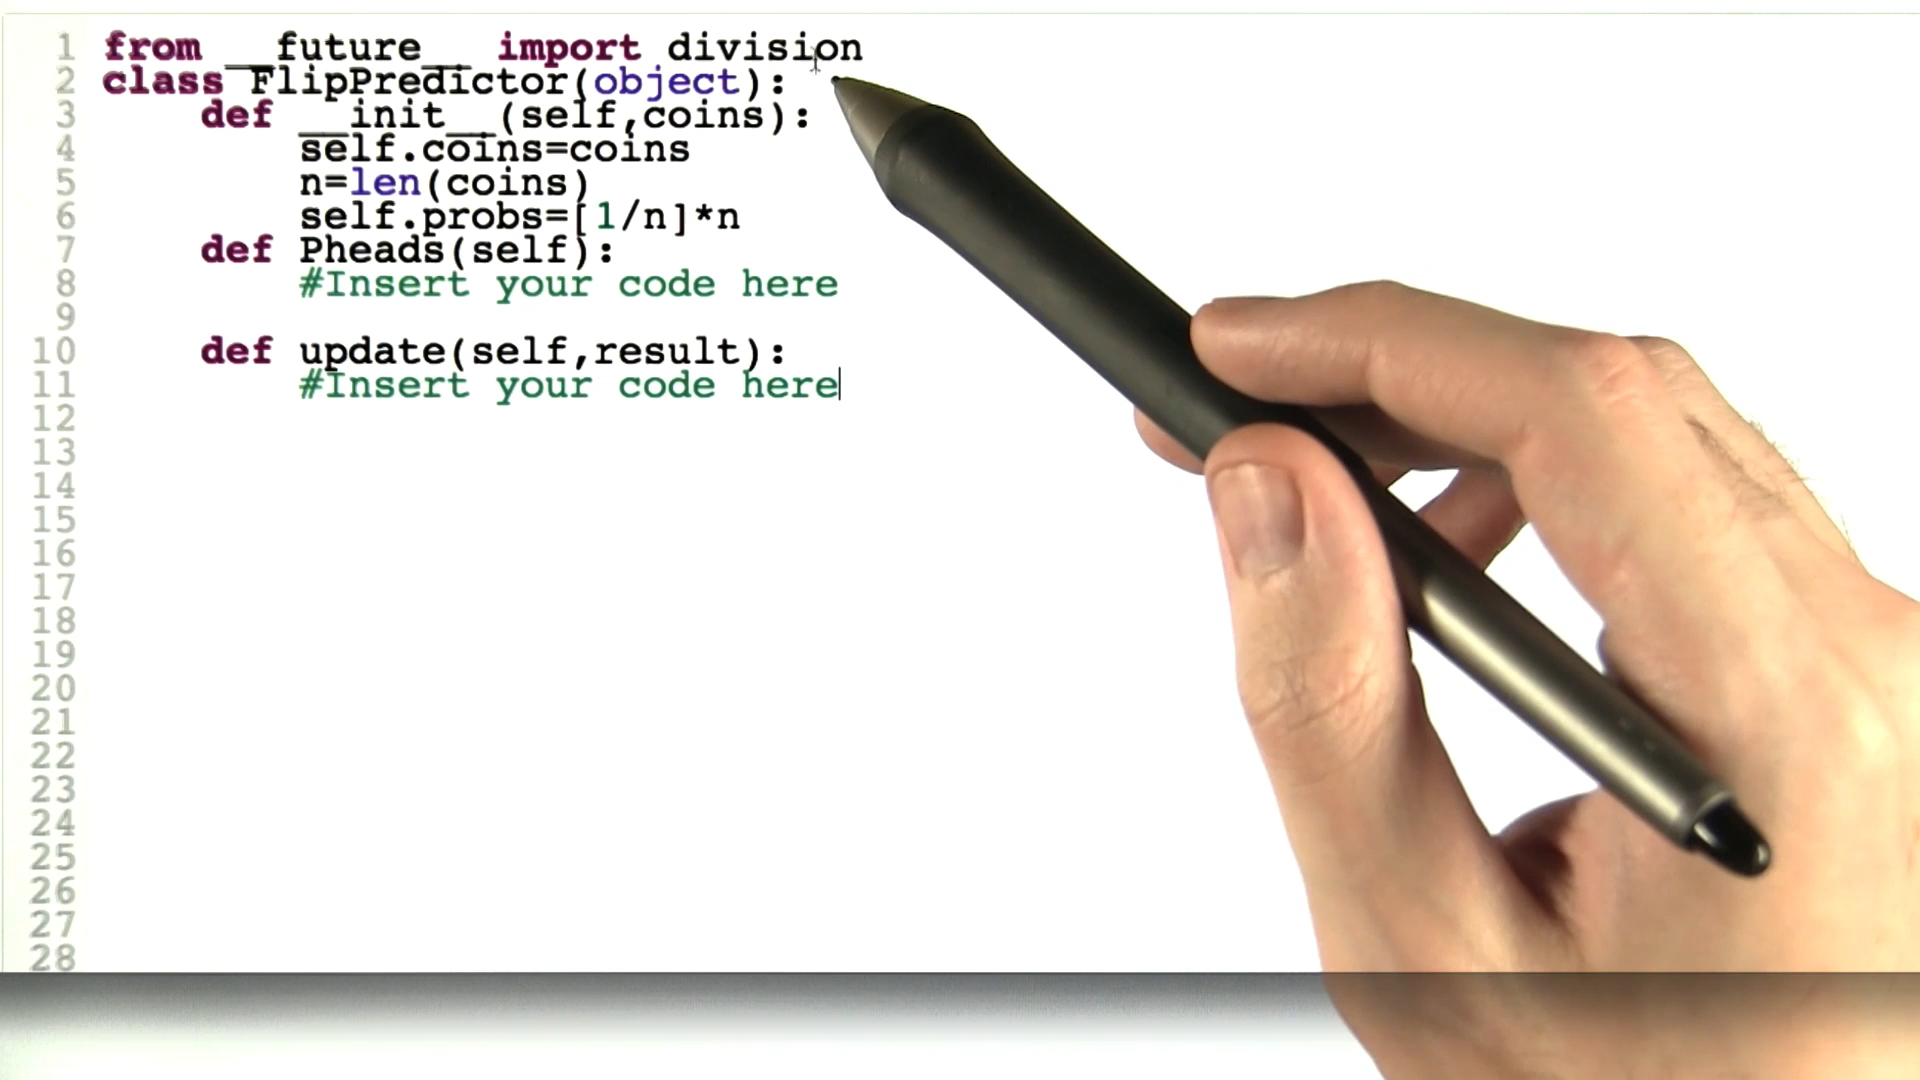 1 from __future__ import division
2 class FlipPredictor(object):
3 def __init__(self,coins):
4 self.coins=coins
5 n=len(coins)
6 self.probs=[1/n]*n
7 def Pheads(self):
8 #Insert your code here
9
10 def update(self,result):
11 #Insert your code here
12
13
14
15
16
17
18
19
20
21
22
23
24
25
26
27
28